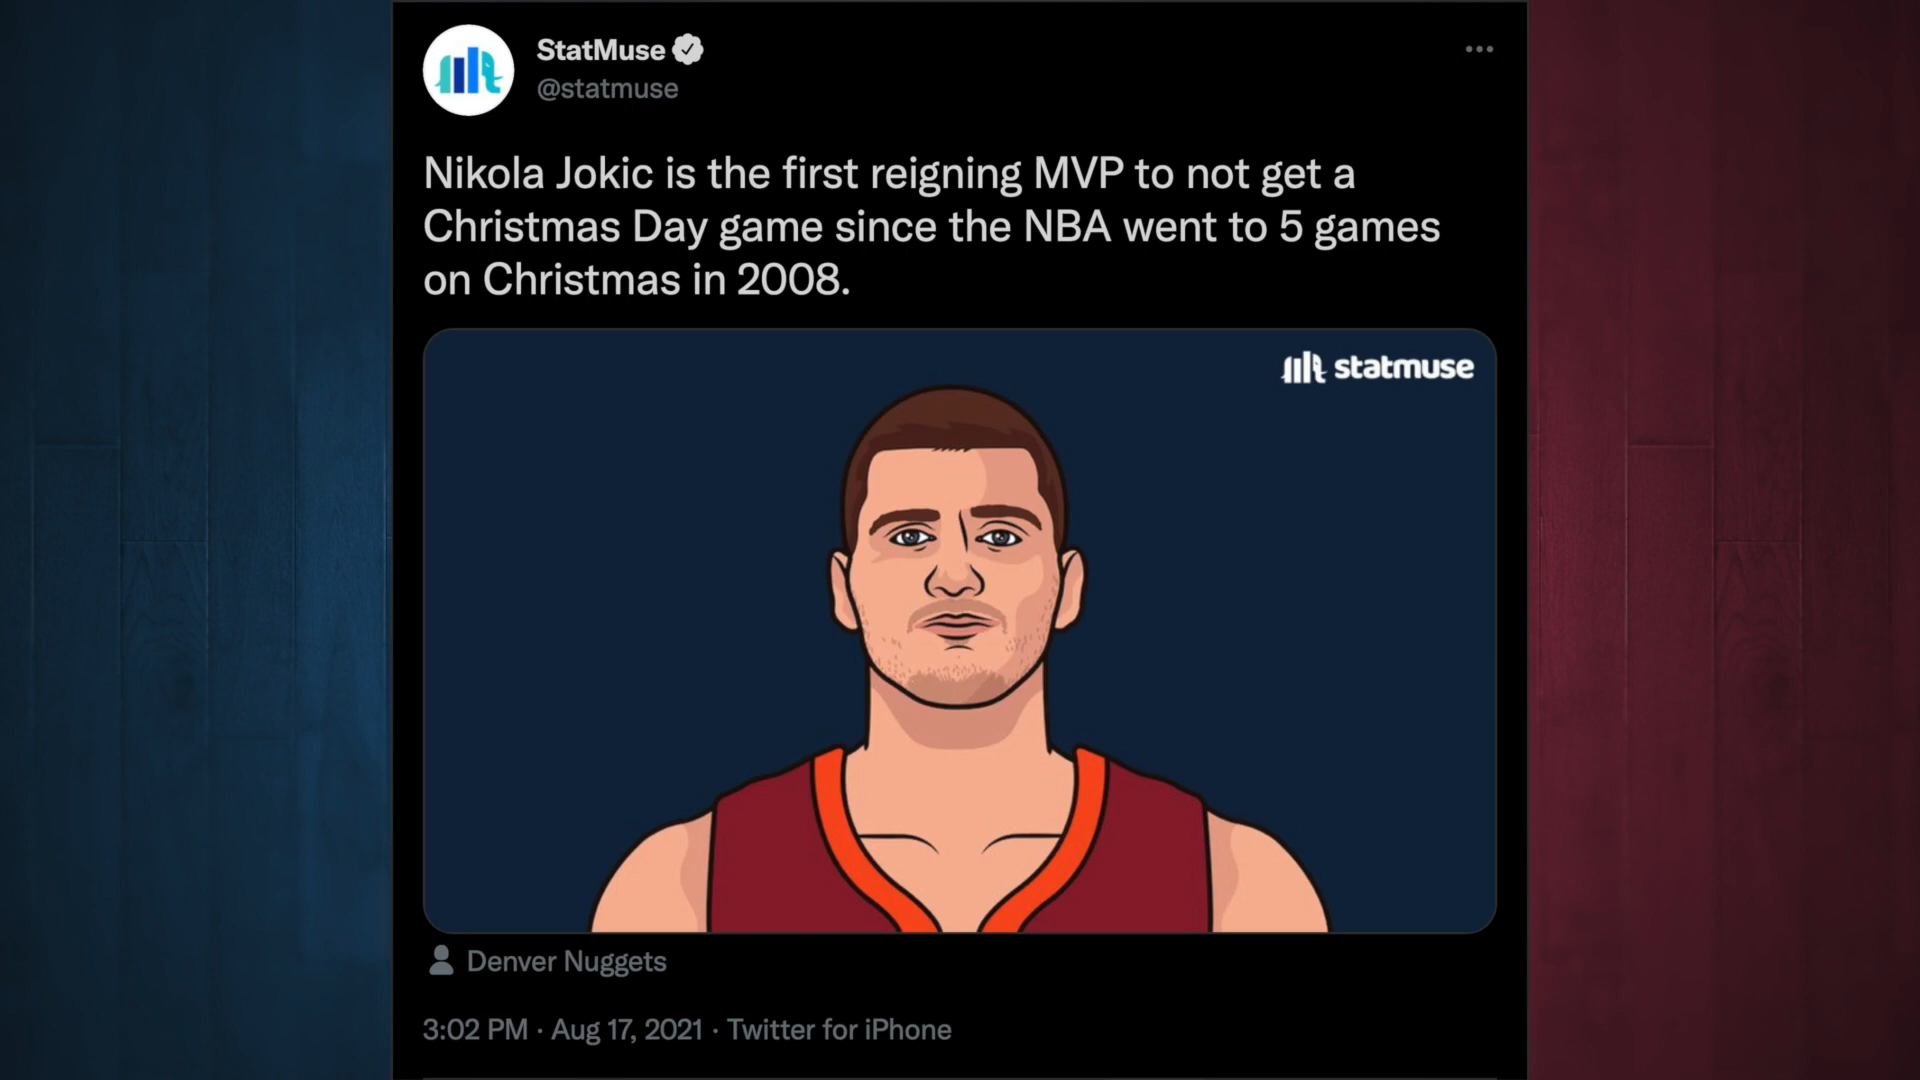 StatMuse
@statmuse
Nikola Jokic is the first reigning MVP to not get a
Christmas Day game since the NBA went to 5 games
on Christmas in 2008.
statmuse
Denver Nuggets
3:02 PM · Aug 17, 2021 · Twitter for iPhone